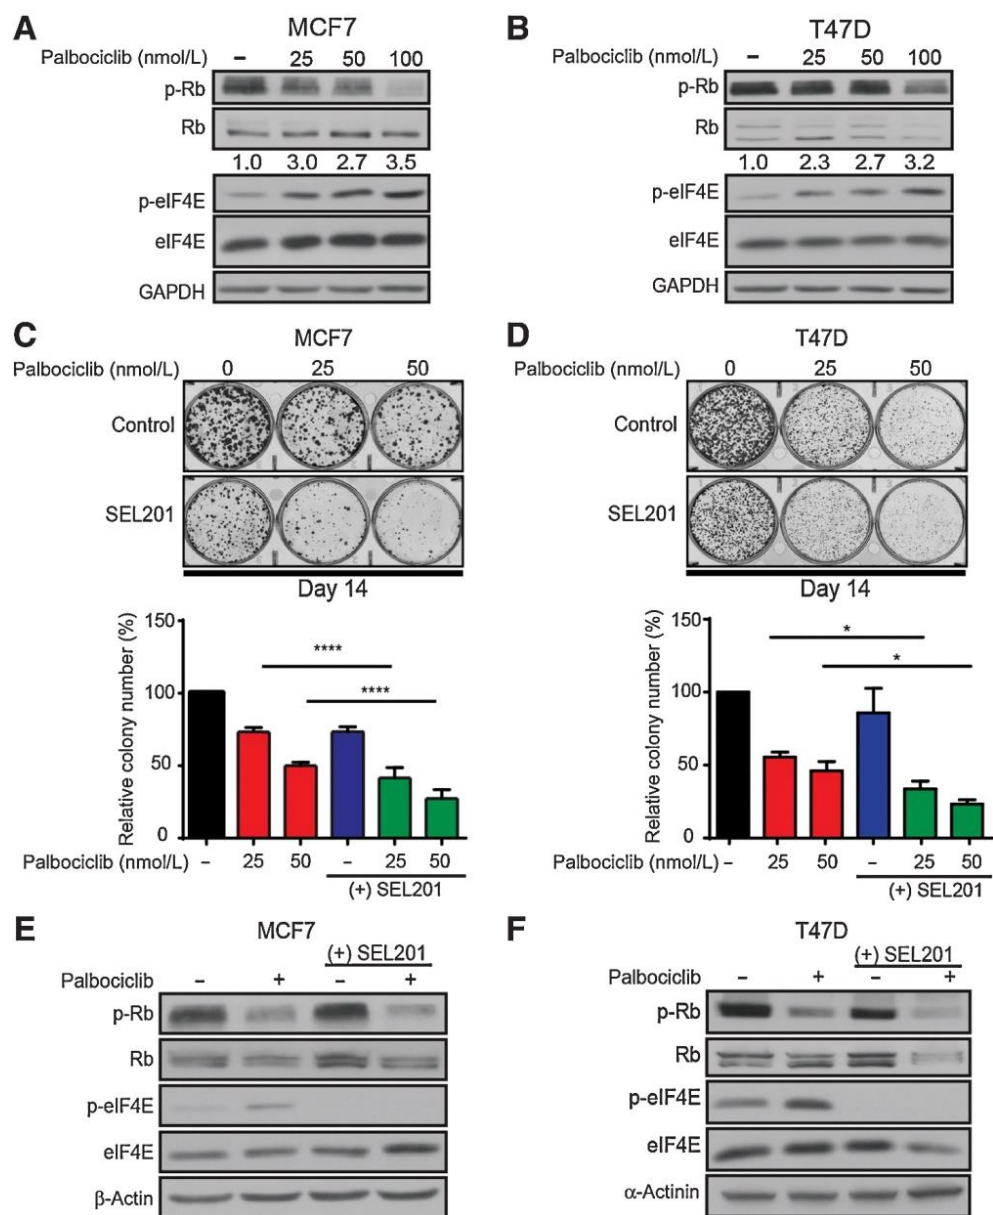 A
MCF7
Palbociclib (nmol/L) – 25 50 100
p-Rb
Rb
1.0 3.0 2.7 3.5
p-eIF4E
eIF4E
GAPDH
B
T47D
Palbociclib (nmol/L) – 25 50 100
p-Rb
Rb
1.0 2.3 2.7 3.2
p-eIF4E
eIF4E
GAPDH
C
MCF7
Palbociclib (nmol/L) 0 25 50
Control
SEL201
Day 14
Relative colony number (%)
150
100
50
0
****
****
Palbociclib (nmol/L) – 25 50 – 25 50
(+) SEL201
D
T47D
Palbociclib (nmol/L) 0 25 50
Control
SEL201
Day 14
Relative colony number (%)
150
100
50
0
*
*
Palbociclib (nmol/L) – 25 50 – 25 50
(+) SEL201
E
MCF7
(+) SEL201
Palbociclib – + – +
p-Rb
Rb
p-eIF4E
eIF4E
β-Actin
F
T47D
(+) SEL201
Palbociclib – + – +
p-Rb
Rb
p-eIF4E
eIF4E
α-Actinin